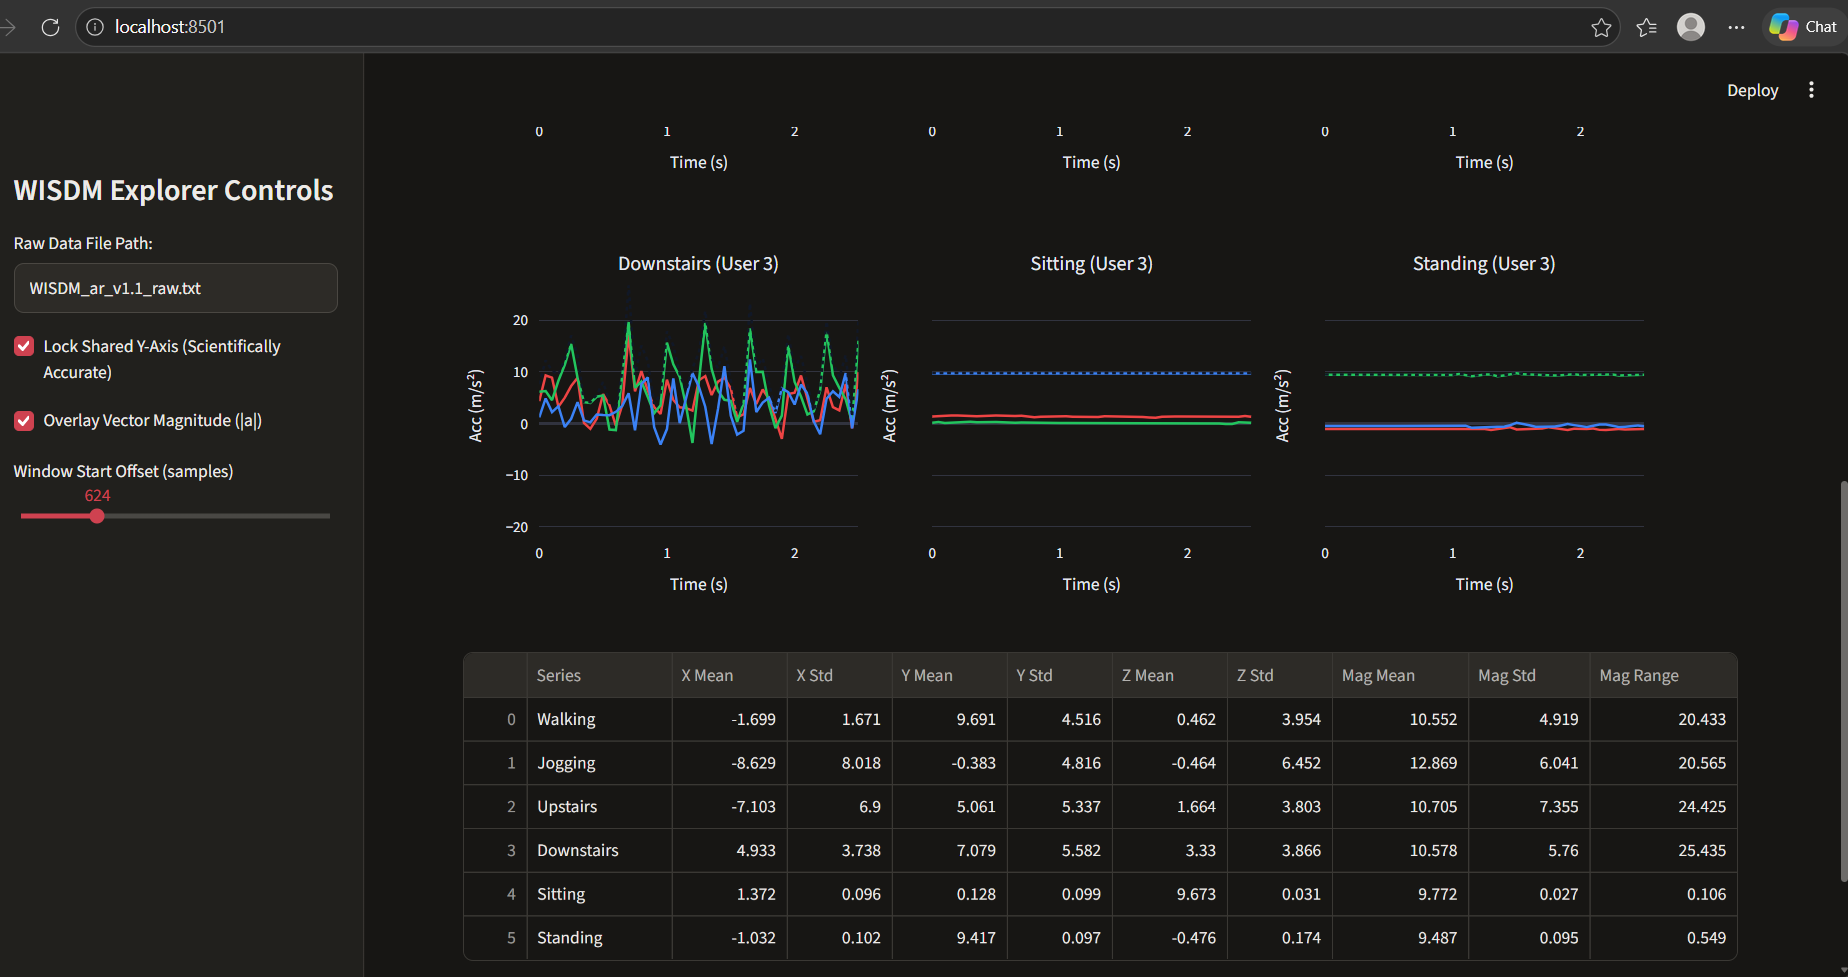 localhost:8501
Chat
Deploy
WISDM Explorer Controls
Raw Data File Path:
WISDM_ar_v1.1_raw.txt
Lock Shared Y-Axis (Scientifically
Accurate)
Overlay Vector Magnitude (|a|)
Window Start Offset (samples)
624
0 1 2 0 1 2 0 1 2
Time (s) Time (s) Time (s)
Downstairs (User 3) Sitting (User 3) Standing (User 3)
Acc (m/s²) Acc (m/s²) Acc (m/s²)
20
10
0
−10
−20
0 1 2 0 1 2 0 1 2
Time (s) Time (s) Time (s)
Series X Mean X Std Y Mean Y Std Z Mean Z Std Mag Mean Mag Std Mag Range
0 Walking -1.699 1.671 9.691 4.516 0.462 3.954 10.552 4.919 20.433
1 Jogging -8.629 8.018 -0.383 4.816 -0.464 6.452 12.869 6.041 20.565
2 Upstairs -7.103 6.9 5.061 5.337 1.664 3.803 10.705 7.355 24.425
3 Downstairs 4.933 3.738 7.079 5.582 3.33 3.866 10.578 5.76 25.435
4 Sitting 1.372 0.096 0.128 0.099 9.673 0.031 9.772 0.027 0.106
5 Standing -1.032 0.102 9.417 0.097 -0.476 0.174 9.487 0.095 0.549